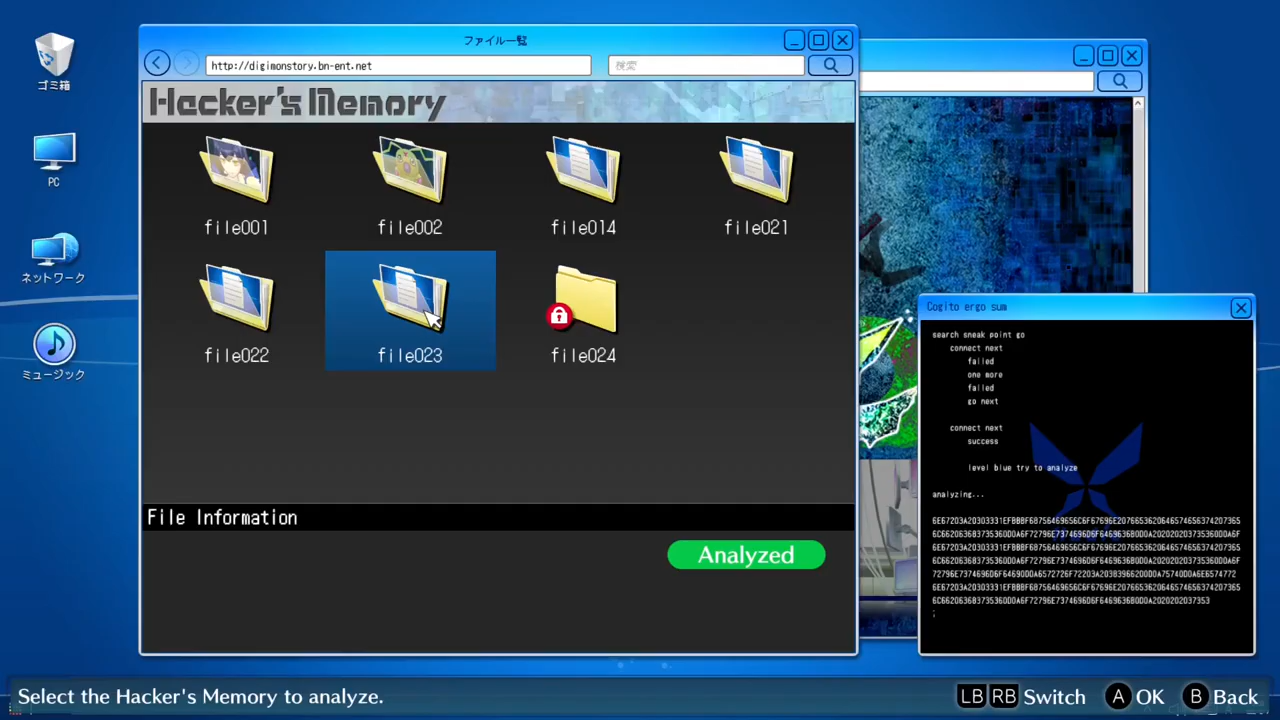 ゴミ箱
PC
ネットワーク
ミュージック
ファイル一覧
http://digimonstory.bn-ent.net
検索
Hacker's Memory
file001
file002
file014
file021
file022
file023
file024
File Information
Analyzed
Cogito ergo sum
search sneak point go
connect next
failed
one more
failed
go next
connect next
success
level blue try to analyze
analyzing...
;
Select the Hacker's Memory to analyze.
LB RB Switch A OK B Back